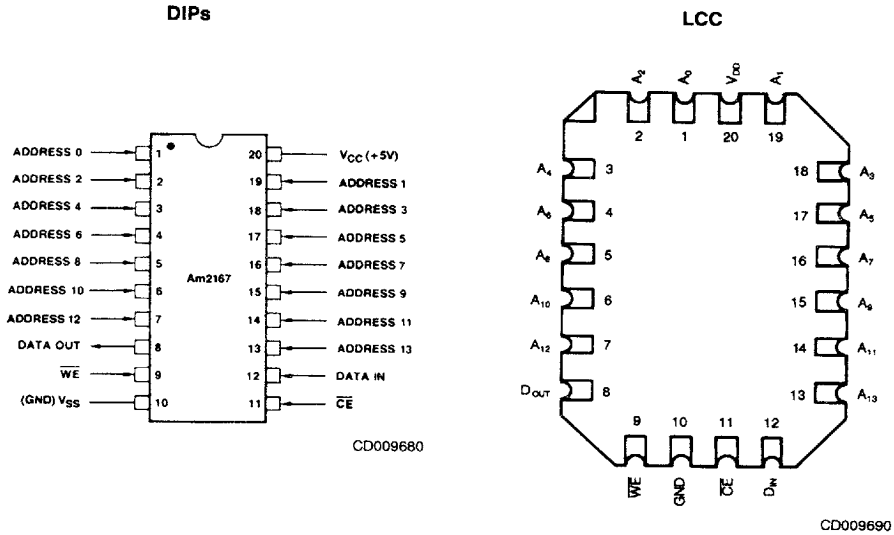 DIPs
ADDRESS 0 1 20 VCC (+5V)
ADDRESS 2 2 19 ADDRESS 1
ADDRESS 4 3 18 ADDRESS 3
ADDRESS 6 4 17 ADDRESS 5
ADDRESS 8 5 16 ADDRESS 7
Am2167
ADDRESS 10 6 15 ADDRESS 9
ADDRESS 12 7 14 ADDRESS 11
DATA OUT 8 13 ADDRESS 13
WE 9 12 DATA IN
(GND) VSS 10 11 CE
CD009680
LCC
A2 A0 VDD A1
2 1 20 19
A4 3 18 A3
A6 4 17 A5
A8 5 16 A7
A10 6 15 A9
A12 7 14 A11
DOUT 8 13 A13
9 10 11 12
WE GND CE DIN
CD009690